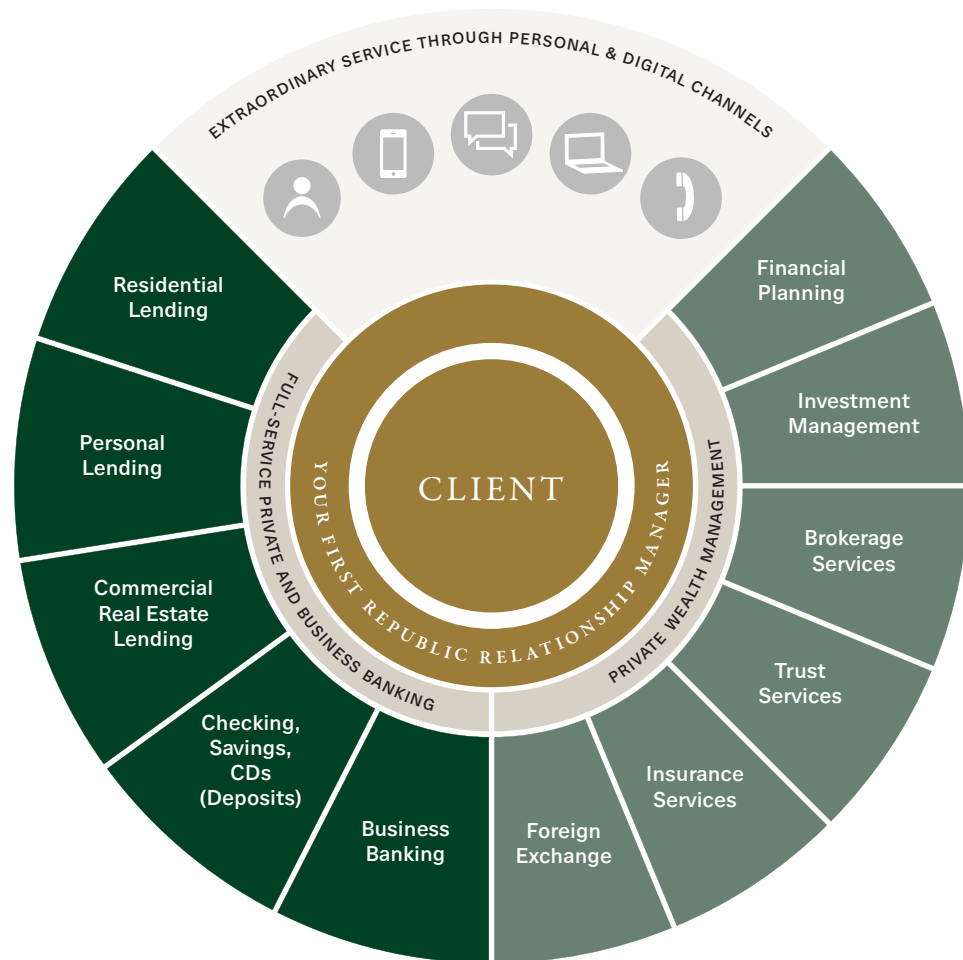 EXTRAORDINARY SERVICE THROUGH PERSONAL & DIGITAL CHANNELS
Residential
Lending
Personal
Lending
Commercial
Real Estate
Lending
Checking,
Savings,
CDs
(Deposits)
Business
Banking
FULL-SERVICE PRIVATE AND BUSINESS BANKING
CLIENT
YOUR FIRST REPUBLIC RELATIONSHIP MANAGER
PRIVATE WEALTH MANAGEMENT
Financial
Planning
Investment
Management
Brokerage
Services
Trust
Services
Insurance
Services
Foreign
Exchange